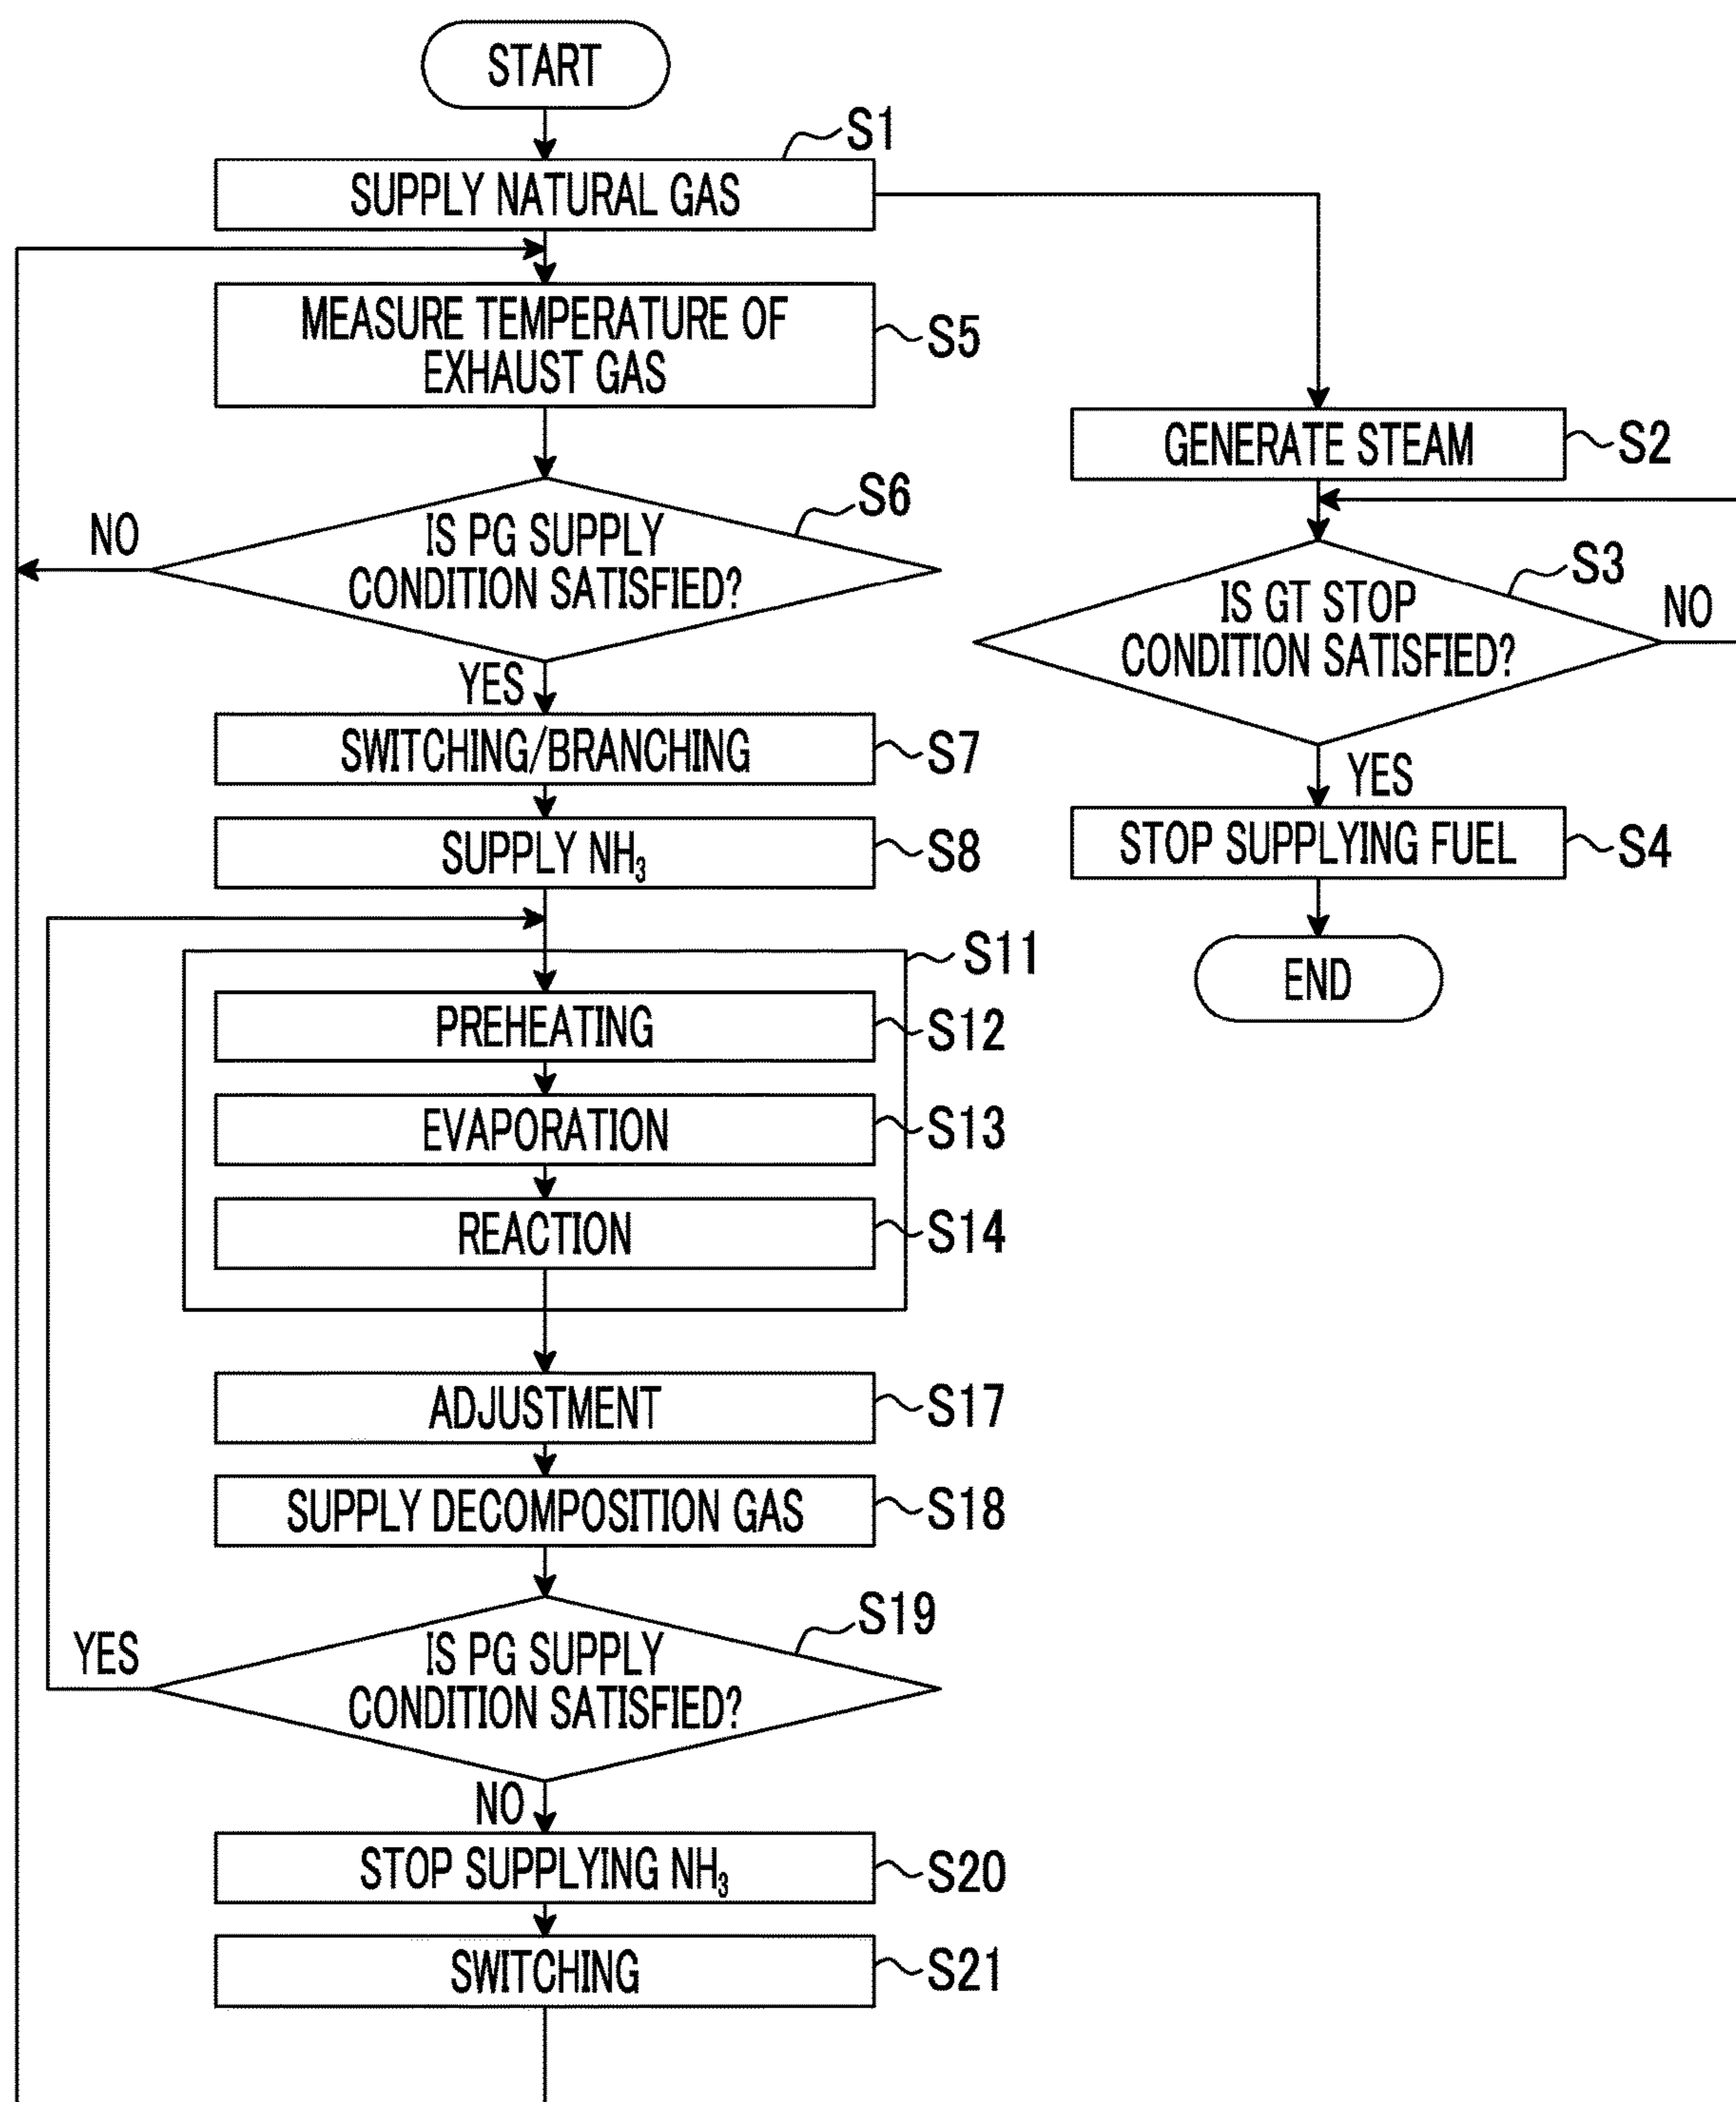 START
S1
SUPPLY NATURAL GAS
MEASURE TEMPERATURE OF
EXHAUST GAS
S5
S6
NO
IS PG SUPPLY
CONDITION SATISFIED?
YES
SWITCHING/BRANCHING
S7
SUPPLY NH₃
S8
S11
PREHEATING
S12
EVAPORATION
S13
REACTION
S14
ADJUSTMENT
S17
SUPPLY DECOMPOSITION GAS
S18
S19
YES
IS PG SUPPLY
CONDITION SATISFIED?
NO
STOP SUPPLYING NH₃
S20
SWITCHING
S21
GENERATE STEAM
S2
S3
IS GT STOP
CONDITION SATISFIED?
NO
YES
STOP SUPPLYING FUEL
S4
END